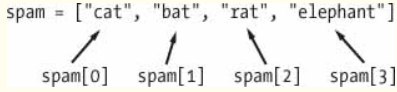 spam = ["cat", "bat", "rat", "elephant"]
spam[0] spam[1] spam[2] spam[3]